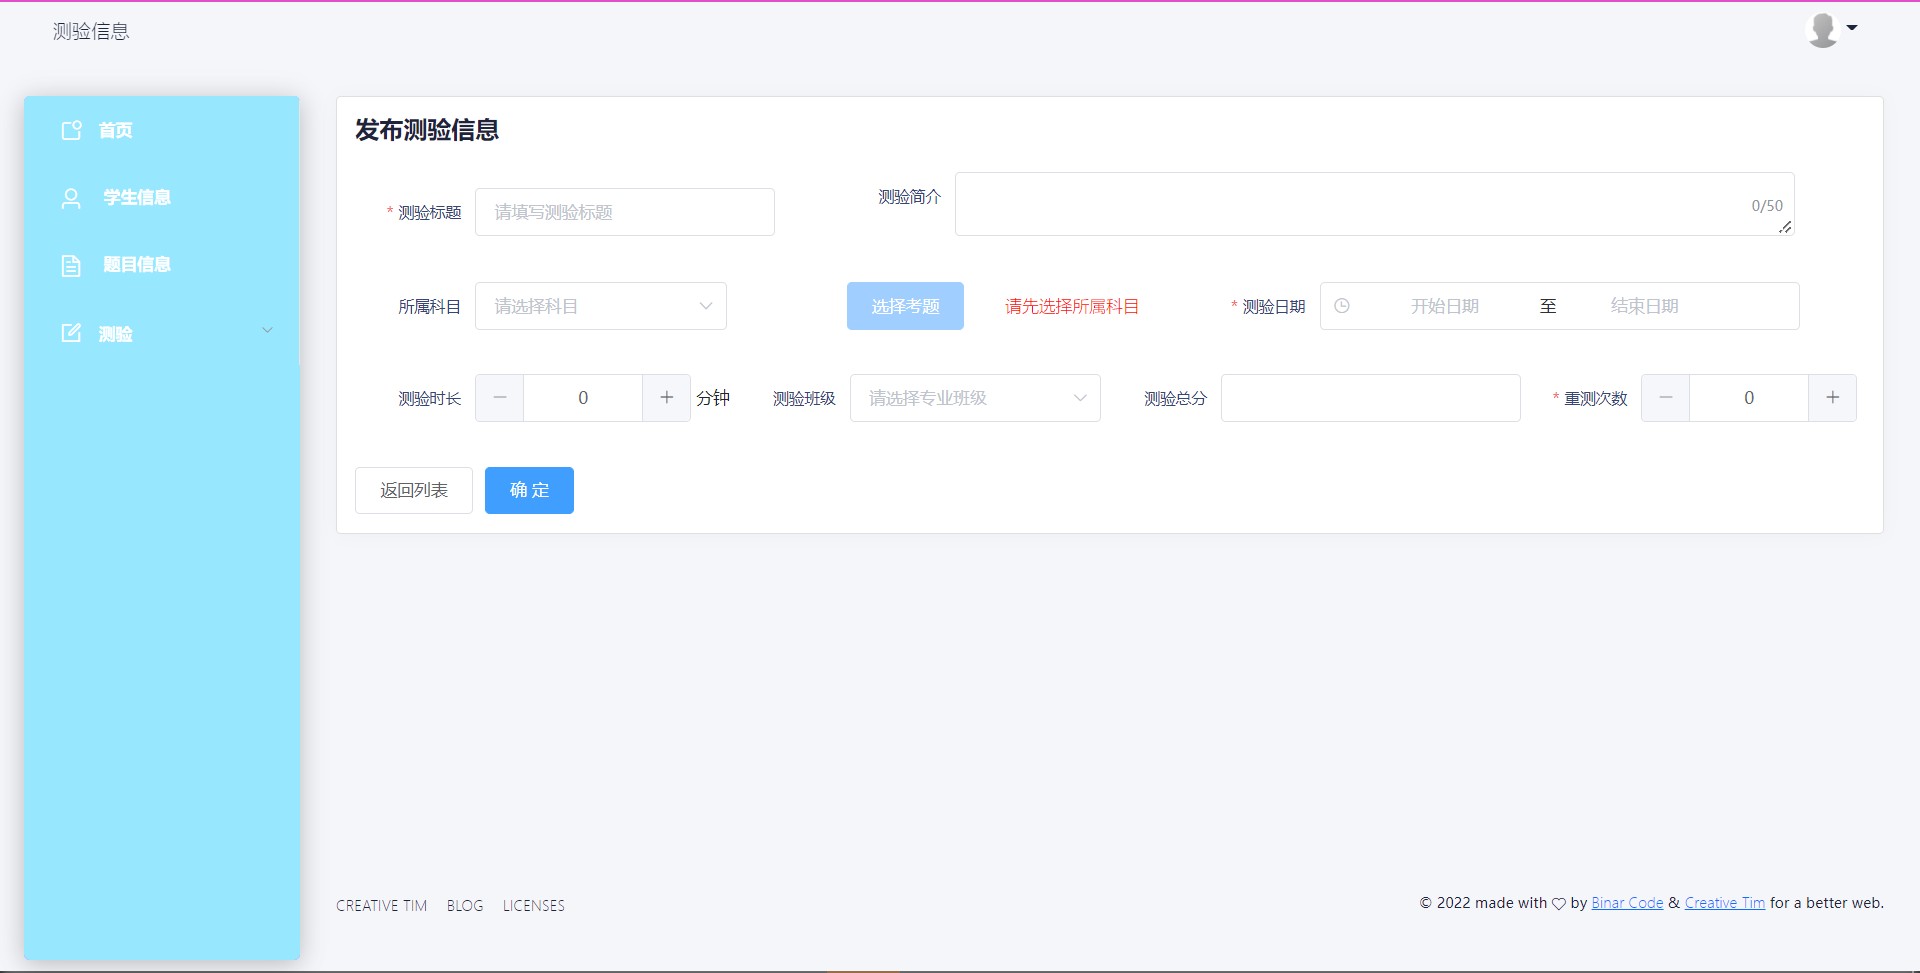 测验信息
首页
学生信息
题目信息
测验
发布测验信息
* 测验标题 请填写测验标题 测验简介 0/50
所属科目 请选择科目 选择考题 请先选择所属科目 * 测验日期 开始日期 至 结束日期
测验时长 0 分钟 测验班级 请选择专业班级 测验总分 * 重测次数 0
返回列表 确 定
CREATIVE TIM BLOG LICENSES © 2022 made with ♡ by Binar Code & Creative Tim for a better web.